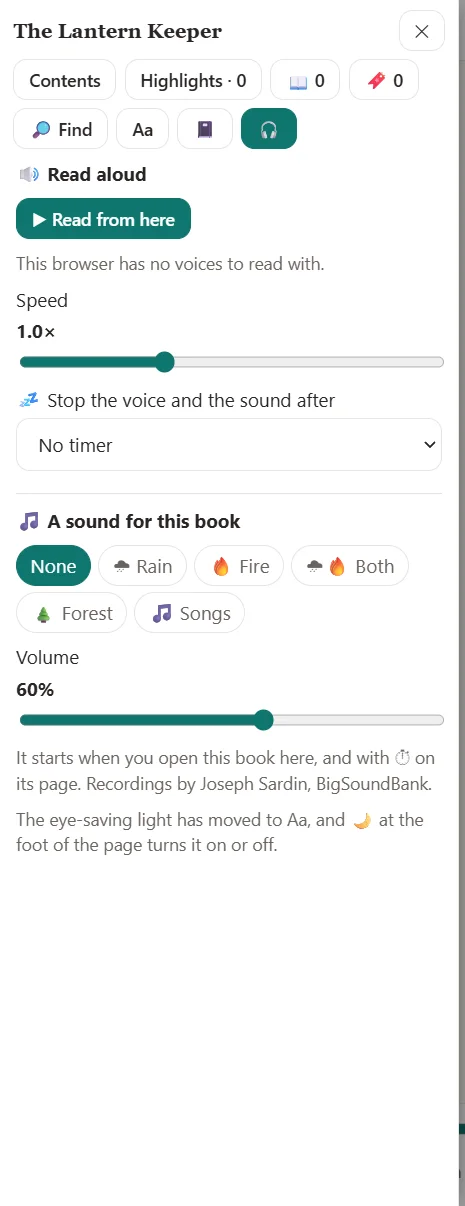 The Lantern Keeper
Contents
Highlights · 0
0
0
Find
Aa
Read aloud
Read from here
This browser has no voices to read with.
Speed
1.0×
Stop the voice and the sound after
No timer
A sound for this book
None
Rain
Fire
Both
Forest
Songs
Volume
60%
It starts when you open this book here, and with ⏱ on
its page. Recordings by Joseph Sardin, BigSoundBank.
The eye-saving light has moved to Aa, and 🌙 at the
foot of the page turns it on or off.